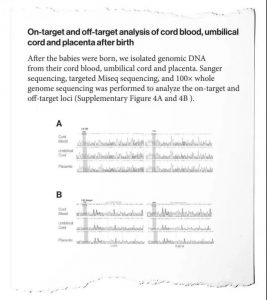 On-target and off-target analysis of cord blood, umbilical
cord and placenta after birth
After the babies were born, we isolated genomic DNA
from their cord blood, umbilical cord and placenta. Sanger
sequencing, targeted Miseq sequencing, and 100× whole
genome sequencing was performed to analyze the on-target and
off-target loci (Supplementary Figure 4A and 4B ).
A
Cord
blood
Umbilical
Cord
Placenta
B
Cord
Blood
Umbilical
Cord
Placenta